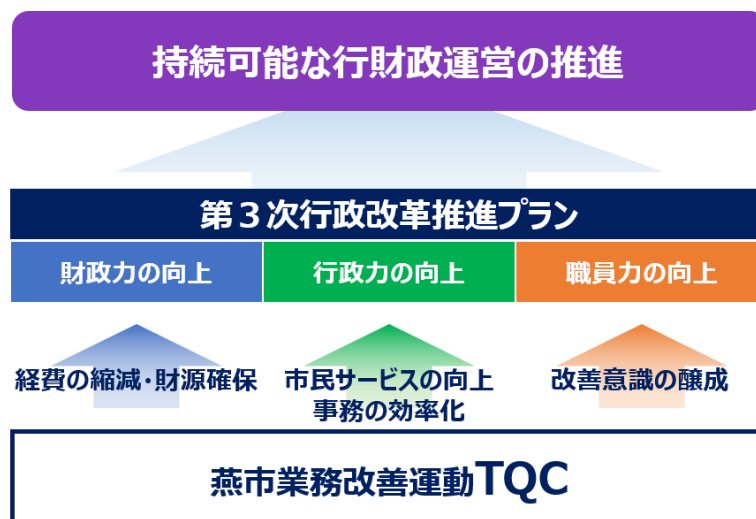 持続可能な行財政運営の推進
第３次行政改革推進プラン
財政力の向上
行政力の向上
職員力の向上
経費の縮減・財源確保
市民サービスの向上
事務の効率化
改善意識の醸成
燕市業務改善運動TQC